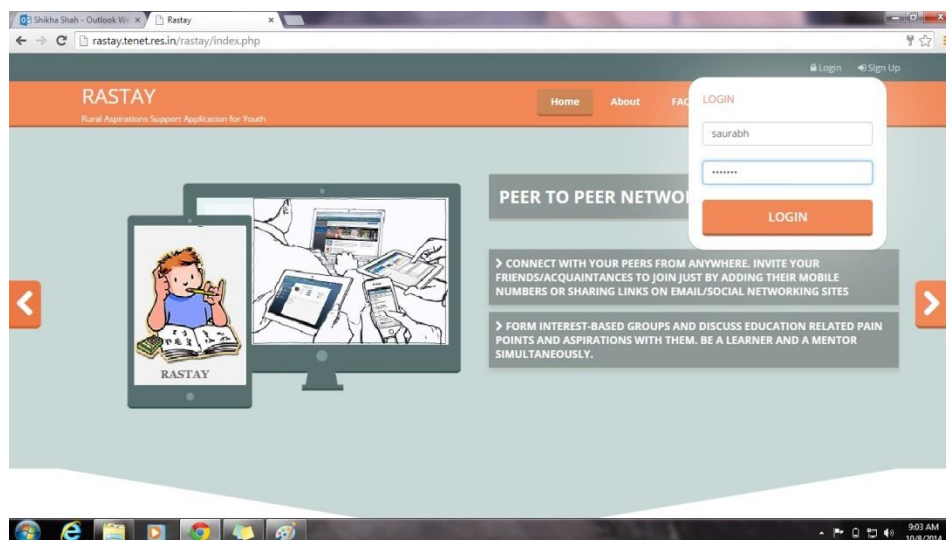 Shikha Shah - Outlook W
Rastay
rastay.tenet.res.in/rastay/index.php
Login Sign Up
RASTAY
Rural Aspirations Support Application for Youth
Home About FAQ
LOGIN
saurabh
•••••••
LOGIN
PEER TO PEER NETWO
CONNECT WITH YOUR PEERS FROM ANYWHERE. INVITE YOUR
FRIENDS/ACQUAINTANCES TO JOIN JUST BY ADDING THEIR MOBILE
NUMBERS OR SHARING LINKS ON EMAIL/SOCIAL NETWORKING SITES
FORM INTEREST-BASED GROUPS AND DISCUSS EDUCATION RELATED PAIN
POINTS AND ASPIRATIONS WITH THEM. BE A LEARNER AND A MENTOR
SIMULTANEOUSLY.
RASTAY
9:03 AM
10/8/2014